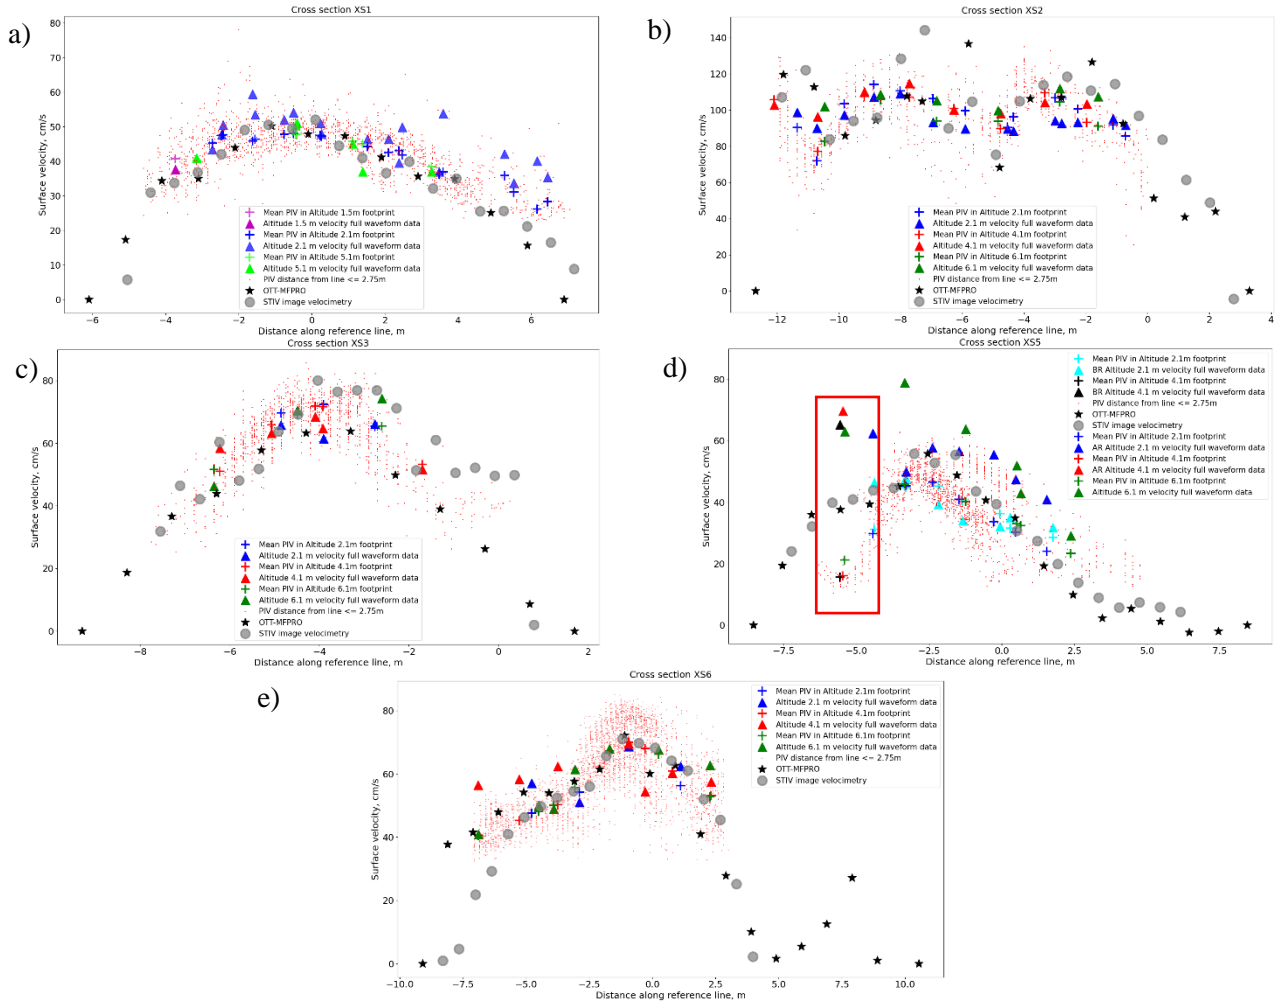 a)
Cross section XS1
Surface velocity, cm/s
80
70
60
50
40
30
20
10
0
−6
−4
−2
0
2
4
6
Distance along reference line, m
Mean PIV in Altitude 1.5m footprint
Altitude 1.5 m velocity full waveform data
Mean PIV in Altitude 2.1m footprint
Altitude 2.1 m velocity full waveform data
Mean PIV in Altitude 5.1m footprint
Altitude 5.1 m velocity full waveform data
PIV distance from line <= 2.75m
OTT-MFPRO
STIV image velocimetry
b)
Cross section XS2
Surface velocity, cm/s
140
120
100
80
60
40
20
0
−12
−10
−8
−6
−4
−2
0
2
4
Distance along reference line, m
Mean PIV in Altitude 2.1m footprint
Altitude 2.1 m velocity full waveform data
Mean PIV in Altitude 4.1m footprint
Altitude 4.1 m velocity full waveform data
Mean PIV in Altitude 6.1m footprint
Altitude 6.1 m velocity full waveform data
PIV distance from line <= 2.75m
OTT-MFPRO
STIV image velocimetry
c)
Cross section XS3
Surface velocity, cm/s
80
60
40
20
0
−8
−6
−4
−2
0
2
Distance along reference line, m
Mean PIV in Altitude 2.1m footprint
Altitude 2.1 m velocity full waveform data
Mean PIV in Altitude 4.1m footprint
Altitude 4.1 m velocity full waveform data
Mean PIV in Altitude 6.1m footprint
Altitude 6.1 m velocity full waveform data
PIV distance from line <= 2.75m
OTT-MFPRO
STIV image velocimetry
d)
Cross section XS5
Surface velocity, cm/s
80
60
40
20
0
−7.5
−5.0
−2.5
0.0
2.5
5.0
7.5
Distance along reference line, m
Mean PIV in Altitude 2.1m footprint
BR Altitude 2.1 m velocity full waveform data
Mean PIV in Altitude 4.1m footprint
BR Altitude 4.1 m velocity full waveform data
PIV distance from line <= 2.75m
OTT-MFPRO
STIV image velocimetry
Mean PIV in Altitude 2.1m footprint
AR Altitude 2.1 m velocity full waveform data
Mean PIV in Altitude 4.1m footprint
AR Altitude 4.1 m velocity full waveform data
Mean PIV in Altitude 6.1m footprint
Altitude 6.1 m velocity full waveform data
e)
Cross section XS6
Surface velocity, cm/s
80
60
40
20
0
−10.0
−7.5
−5.0
−2.5
0.0
2.5
5.0
7.5
10.0
Distance along reference line, m
Mean PIV in Altitude 2.1m footprint
Altitude 2.1 m velocity full waveform data
Mean PIV in Altitude 4.1m footprint
Altitude 4.1 m velocity full waveform data
Mean PIV in Altitude 6.1m footprint
Altitude 6.1 m velocity full waveform data
PIV distance from line <= 2.75m
OTT-MFPRO
STIV image velocimetry